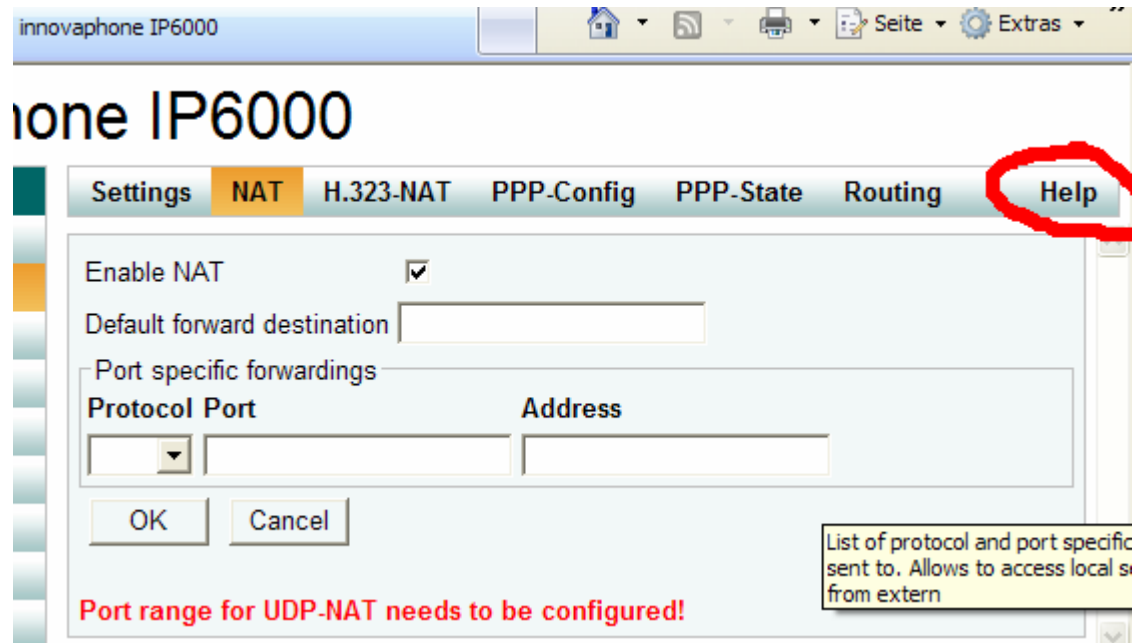 innovaphone IP6000
Seite Extras »
one IP6000
Settings NAT H.323-NAT PPP-Config PPP-State Routing Help
Enable NAT
Default forward destination
Port specific forwardings
Protocol Port Address
OK Cancel
List of protocol and port specific
sent to. Allows to access local
from extern
Port range for UDP-NAT needs to be configured!